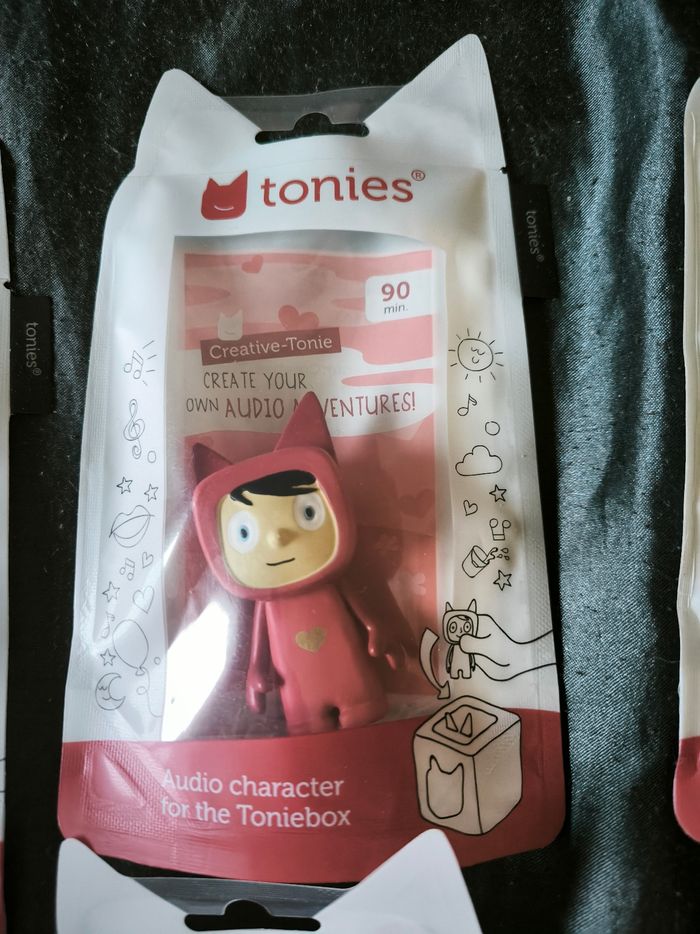 tonies®
tonies®
tonies®
90
min.
Creative-Tonie
CREATE YOUR
OWN AUDIO VENTURES!
Audio character
for the Toniebox